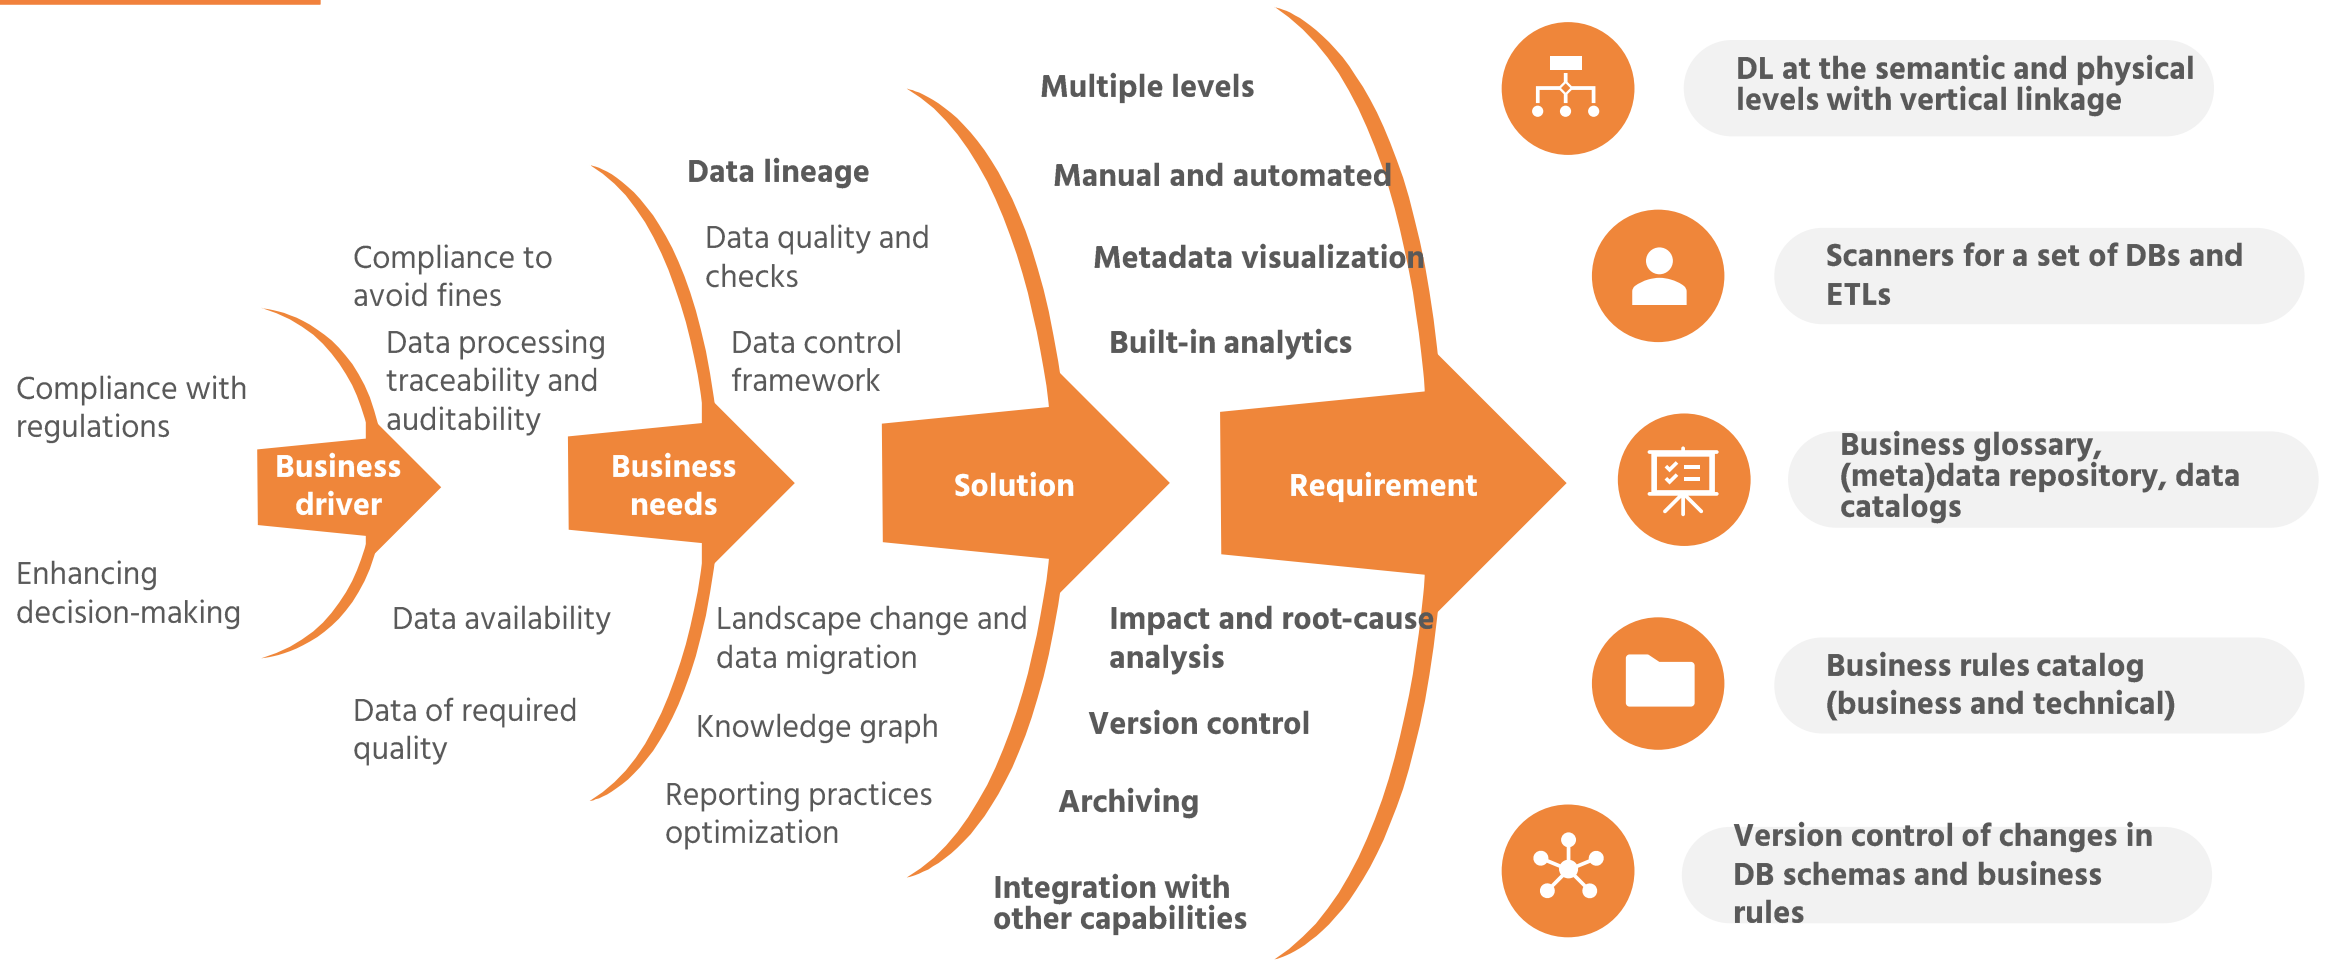 Compliance with
regulations
Enhancing
decision-making
Business
driver
Compliance to
avoid fines
Data processing
traceability and
auditability
Data availability
Data of required
quality
Business
needs
Data lineage
Data quality and
checks
Data control
framework
Landscape change and
data migration
Knowledge graph
Reporting practices
optimization
Solution
Multiple levels
Manual and automated
Metadata visualization
Built-in analytics
Impact and root-cause
analysis
Version control
Archiving
Integration with
other capabilities
Requirement
DL at the semantic and physical
levels with vertical linkage
Scanners for a set of DBs and
ETLs
Business glossary,
(meta)data repository, data
catalogs
Business rules catalog
(business and technical)
Version control of changes in
DB schemas and business
rules